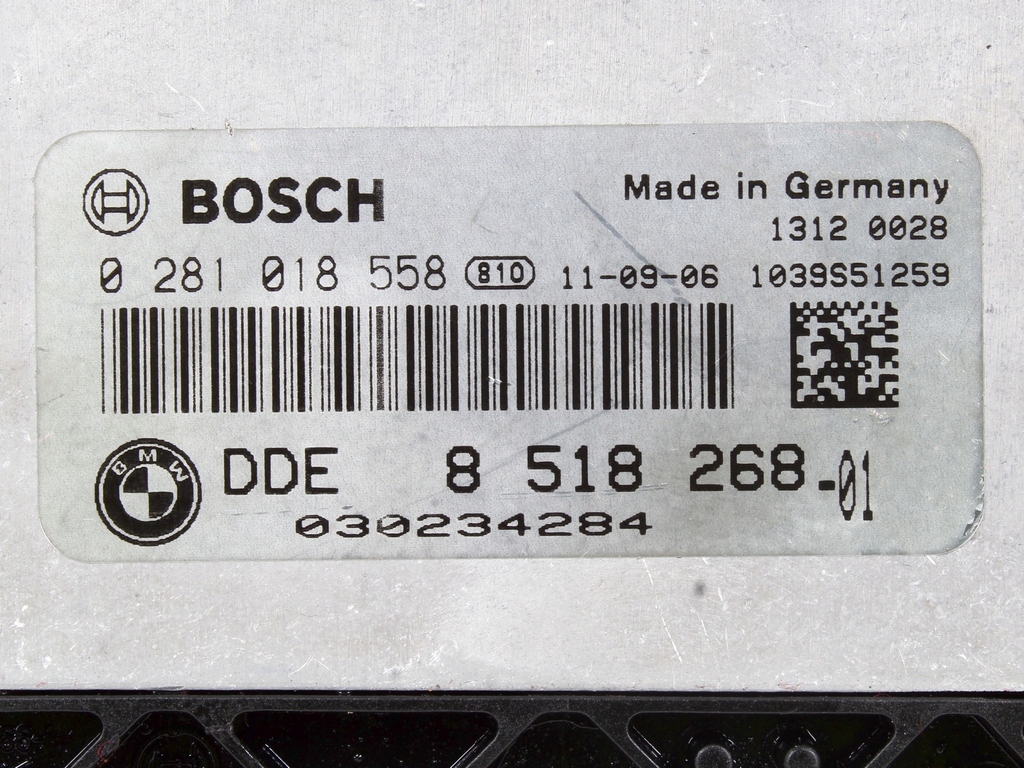 BOSCH
Made in Germany
1312 0028
0 281 018 558 810 11-09-06 1039S51259
BMW
DDE 8 518 268-01
030234284